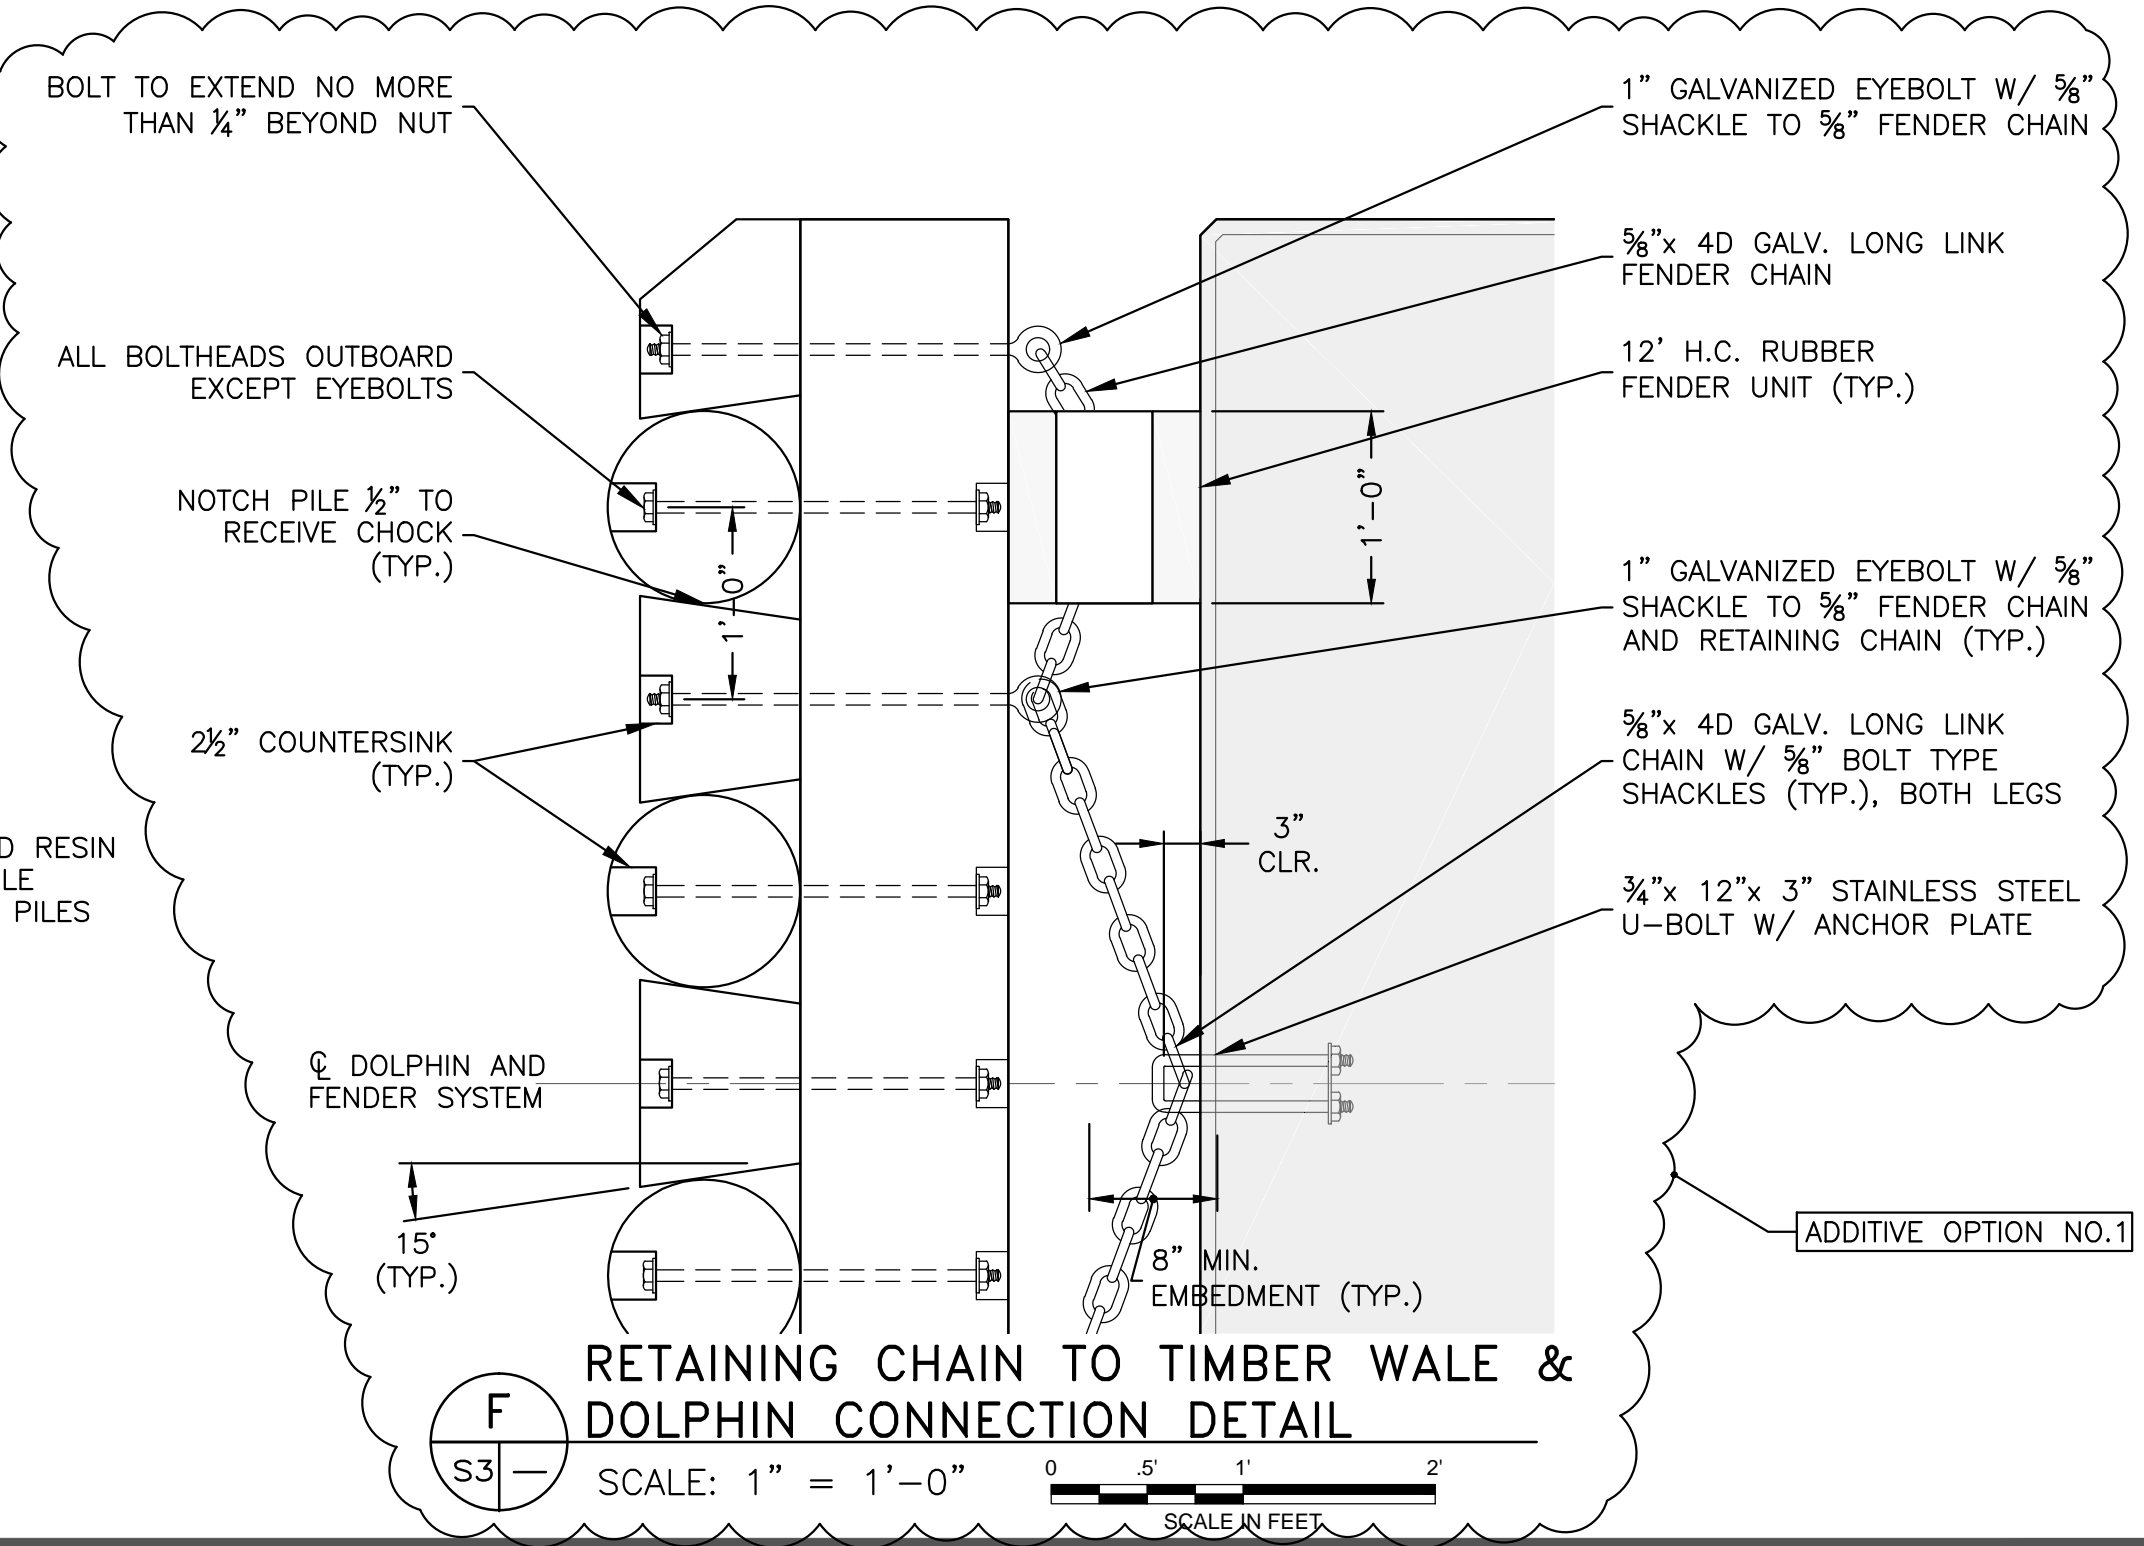 BOLT TO EXTEND NO MORE
THAN ¼” BEYOND NUT
ALL BOLTHEADS OUTBOARD
EXCEPT EYEBOLTS
NOTCH PILE ½” TO
RECEIVE CHOCK
(TYP.)
2½” COUNTERSINK
(TYP.)
RESIN
PILES
℄ DOLPHIN AND
FENDER SYSTEM
15°
(TYP.)
1’-0”
1’-0”
3”
CLR.
8” MIN.
EMBEDMENT (TYP.)
1” GALVANIZED EYEBOLT W/ ⅝”
SHACKLE TO ⅝” FENDER CHAIN
⅝”x 4D GALV. LONG LINK
FENDER CHAIN
12’ H.C. RUBBER
FENDER UNIT (TYP.)
1” GALVANIZED EYEBOLT W/ ⅝”
SHACKLE TO ⅝” FENDER CHAIN
AND RETAINING CHAIN (TYP.)
⅝”x 4D GALV. LONG LINK
CHAIN W/ ⅝” BOLT TYPE
SHACKLES (TYP.), BOTH LEGS
¾”x 12”x 3” STAINLESS STEEL
U-BOLT W/ ANCHOR PLATE
ADDITIVE OPTION NO.1
RETAINING CHAIN TO TIMBER WALE &
DOLPHIN CONNECTION DETAIL
F
S3 —
SCALE: 1” = 1’-0”
0 .5' 1' 2'
SCALE IN FEET